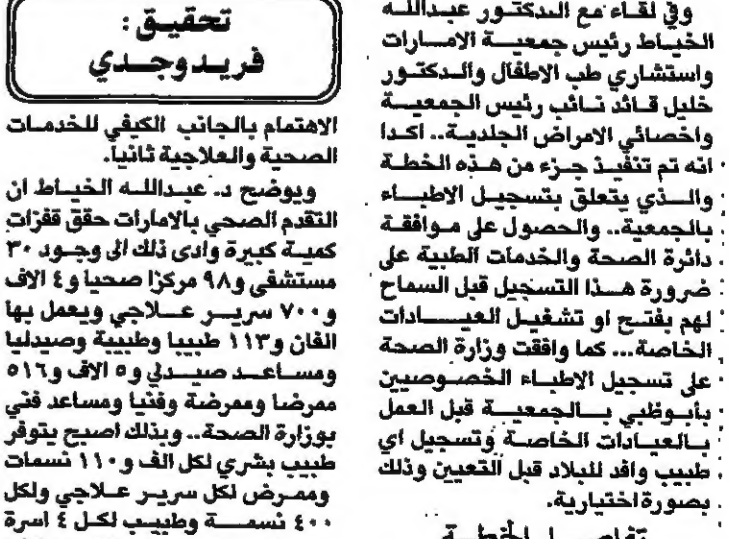 وفي لقاء مع الدكتور عبدالله
الخياط رئيس جمعية الامارات
واستشاري طب الاطفال والدكتور
خليل قائد نائب رئيس الجمعية
واخصائي الامراض الجلدية.. اكدا
انه تم تنفيذ جزء من هذه الخطة
والذي يتعلق بتسجيل الاطباء
بالجمعية.. والحصول على موافقة
دائرة الصحة والخدمات الطبية على
ضرورة هذا التسجيل قبل السماح
لهم بفتح او تشغيل العيادات
الخاصة... كما وافقت وزارة الصحة
على تسجيل الاطباء الخصوصيين
بأبوظبي بالجمعية قبل العمل
بالعيادات الخاصة وتسجيل اي
طبيب وافد للبلاد قبل التعيين وذلك
بصورة اختيارية.
تفاصيل الخطة
تحقيق :
فريد وجدي
الاهتمام بالجانب الكيفي للخدمات
الصحية والعلاجية ثانيا.
ويوضح د. عبدالله الخياط ان
التقدم الصحي بالامارات حقق قفزات
كمية كبيرة وادى ذلك الى وجود ٣٠
مستشفى و٩٨ مركزا صحيا و٤ الاف
و٧٠٠ سرير علاجي ويعمل بها
الفان و١١٣ طبيبا وطبيبة وصيدليا
ومساعد صيدلي و٥ الاف و٥١٦
ممرضا وممرضة وفنيا ومساعد فني
بوزارة الصحة.. وبذلك اصبح يتوفر
طبيب بشري لكل الف و١١٠ نسمات
وممرض لكل سرير علاجي ولكل
٤٠٠ نسمة وطبيب لكل ٤ اسرة